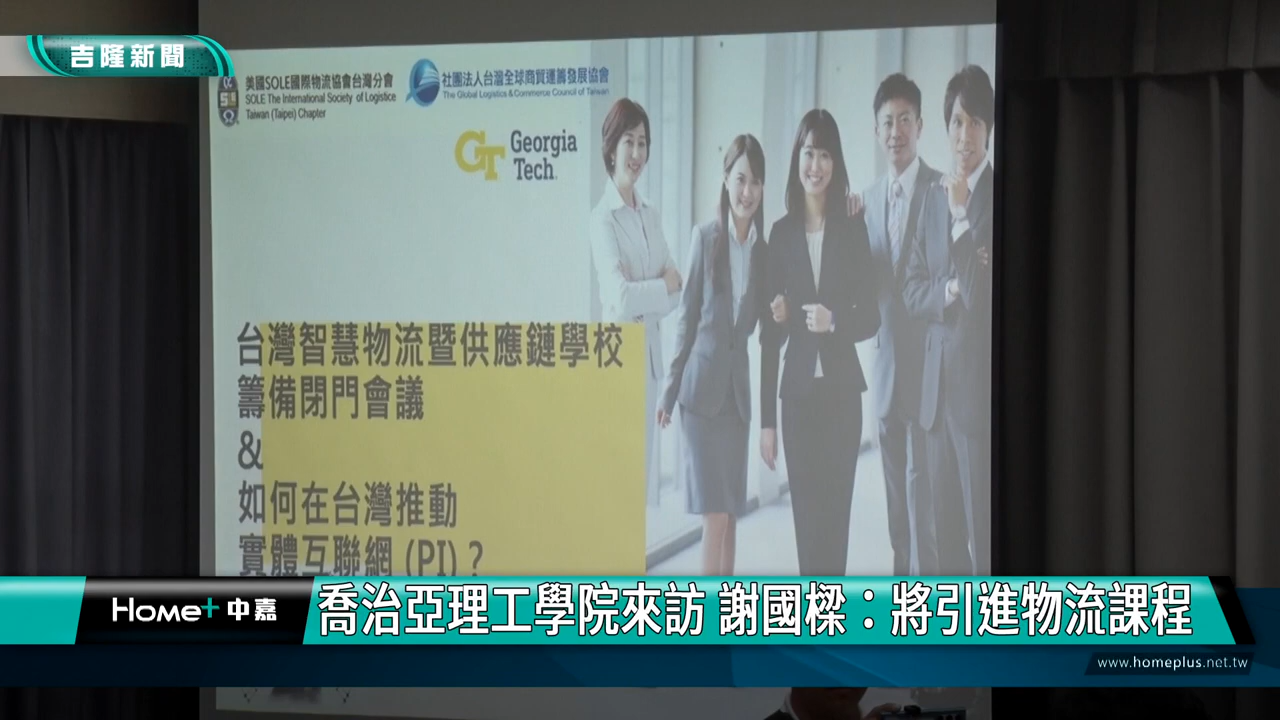 吉隆新聞
美國SOLE國際物流協會台灣分會
SOLE The International Society of Logistics
Taiwan (Taipei) Chapter
社團法人台灣全球商貿運籌發展協會
The Global Logistics & Commerce Council of Taiwan
GT Georgia
Tech
台灣智慧物流暨供應鏈學校
籌備閉門會議
&
如何在台灣推動
實體互聯網 (PI) ?
Home+ 中嘉
喬治亞理工學院來訪 謝國樑：將引進物流課程
www.homeplus.net.tw